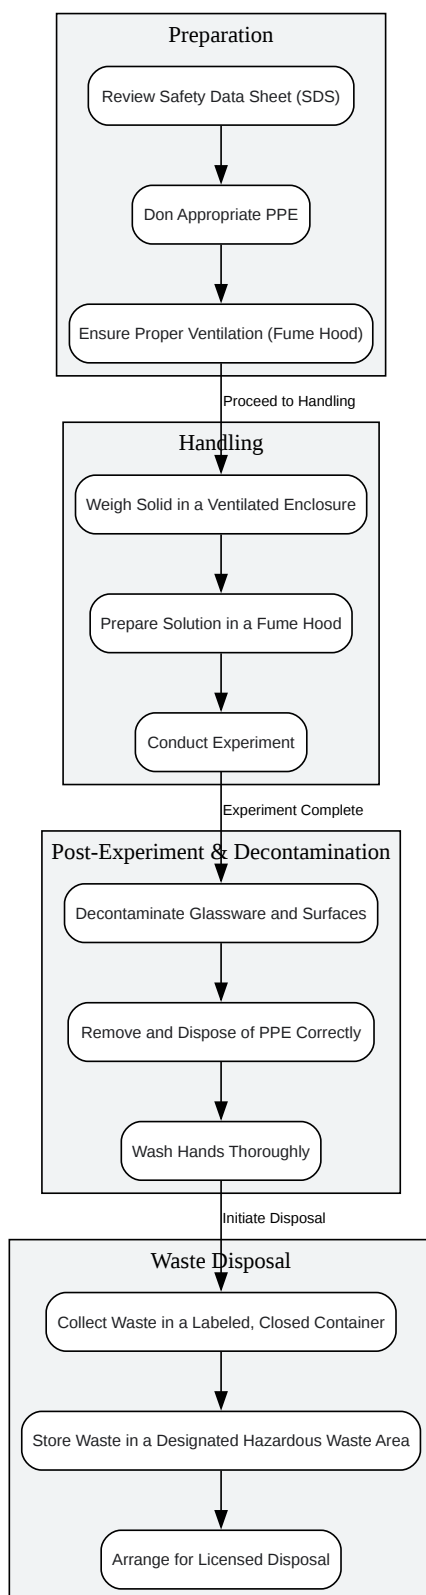 Preparation
Review Safety Data Sheet (SDS)
Don Appropriate PPE
Ensure Proper Ventilation (Fume Hood)
Proceed to Handling
Handling
Weigh Solid in a Ventilated Enclosure
Prepare Solution in a Fume Hood
Conduct Experiment
Experiment Complete
Post-Experiment & Decontamination
Decontaminate Glassware and Surfaces
Remove and Dispose of PPE Correctly
Wash Hands Thoroughly
Initiate Disposal
Waste Disposal
Collect Waste in a Labeled, Closed Container
Store Waste in a Designated Hazardous Waste Area
Arrange for Licensed Disposal